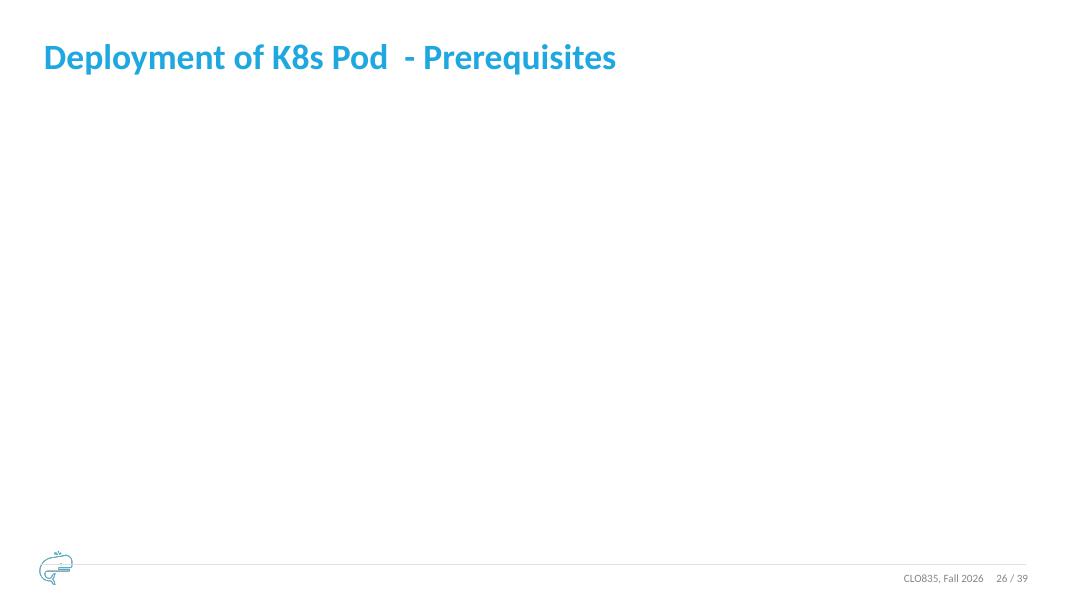 Deployment of K8s Pod  - Prerequisites
CLO835, Fall 2026 26 / 39